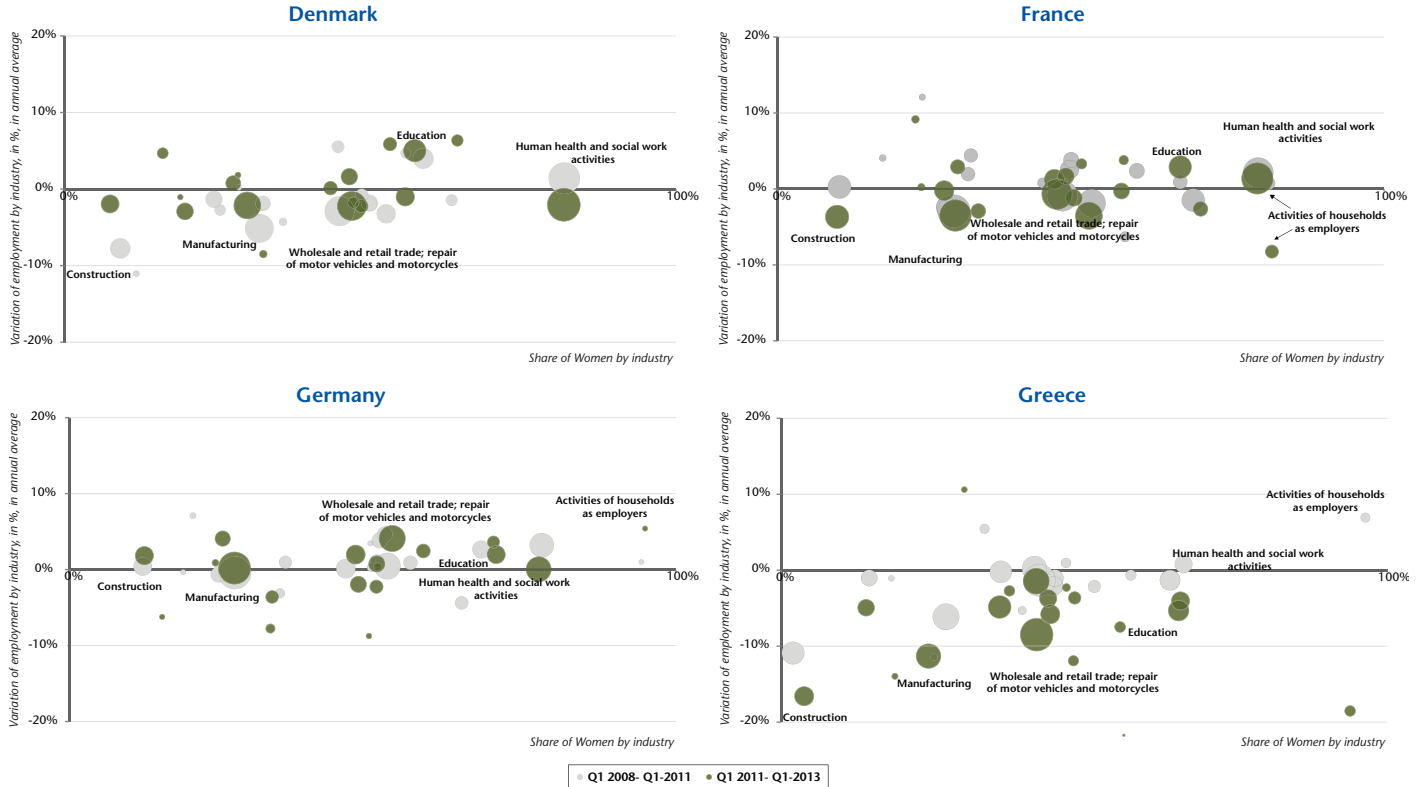 Denmark
Variation of employment by industry, in %, in annual average
20%
10%
0%
-10%
-20%
0%
100%
Education
Human health and social work
activities
Manufacturing
Wholesale and retail trade; repair
of motor vehicles and motorcycles
Construction
Share of Women by industry
France
Variation of employment by industry, in %, in annual average
20%
10%
0%
-10%
-20%
0%
100%
Human health and social work
activities
Education
Activities of households
as employers
Wholesale and retail trade; repair
of motor vehicles and motorcycles
Construction
Manufacturing
Share of Women by industry
Germany
Variation of employment by industry, in %, in annual average
20%
10%
0%
-10%
-20%
0%
100%
Wholesale and retail trade; repair
of motor vehicles and motorcycles
Activities of households
as employers
Education
Construction
Manufacturing
Human health and social work
activities
Share of Women by industry
Greece
Variation of employment by industry, in %, in annual average
20%
10%
0%
-10%
-20%
0%
100%
Activities of households
as employers
Human health and social work
activities
Education
Manufacturing
Wholesale and retail trade; repair
of motor vehicles and motorcycles
Construction
Share of Women by industry
Q1 2008- Q1-2011
Q1 2011- Q1-2013